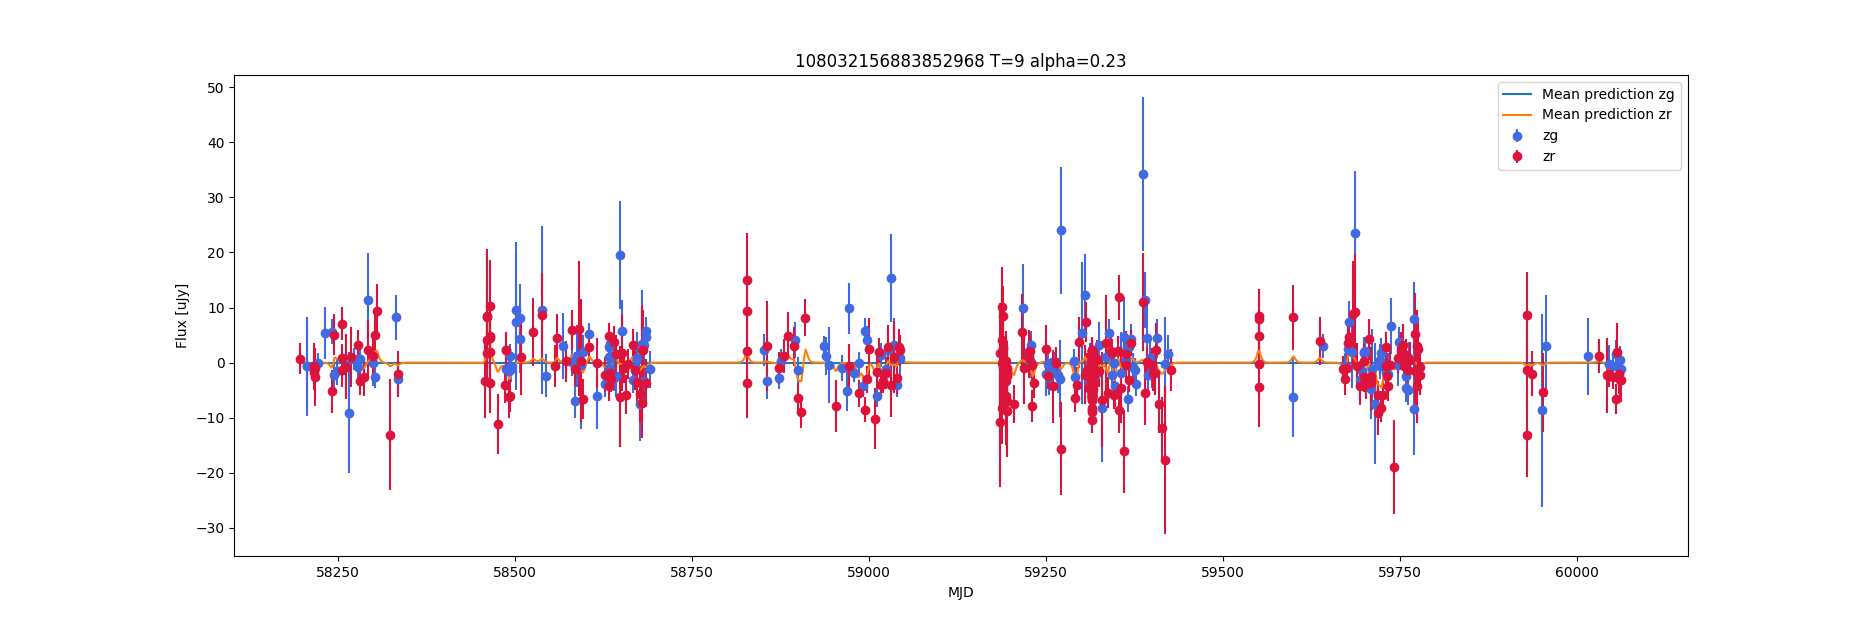 108032156883852968 T=9 alpha=0.23
Mean prediction zg
Mean prediction zr
zg
zr
Flux [uJy]
50
40
30
20
10
0
−10
−20
−30
58250 58500 58750 59000 59250 59500 59750 60000
MJD